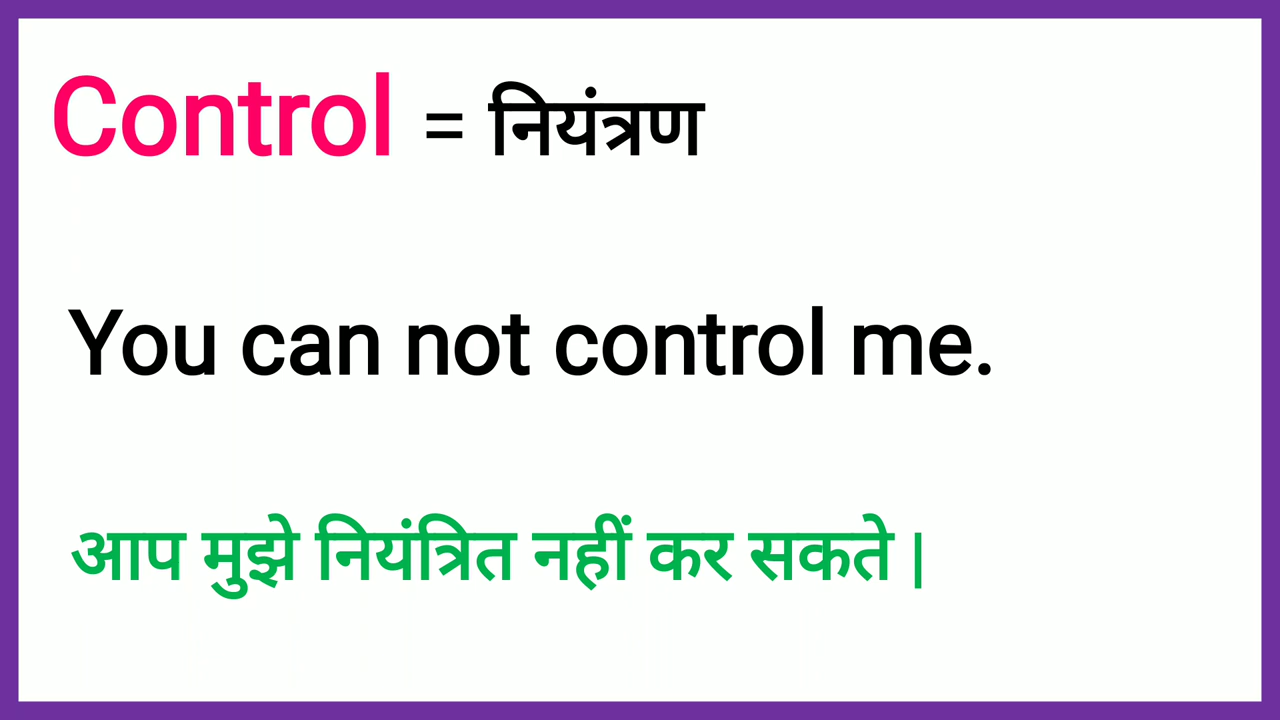 Control = नियंत्रण
You can not control me.
आप मुझे नियंत्रित नहीं कर सकते |